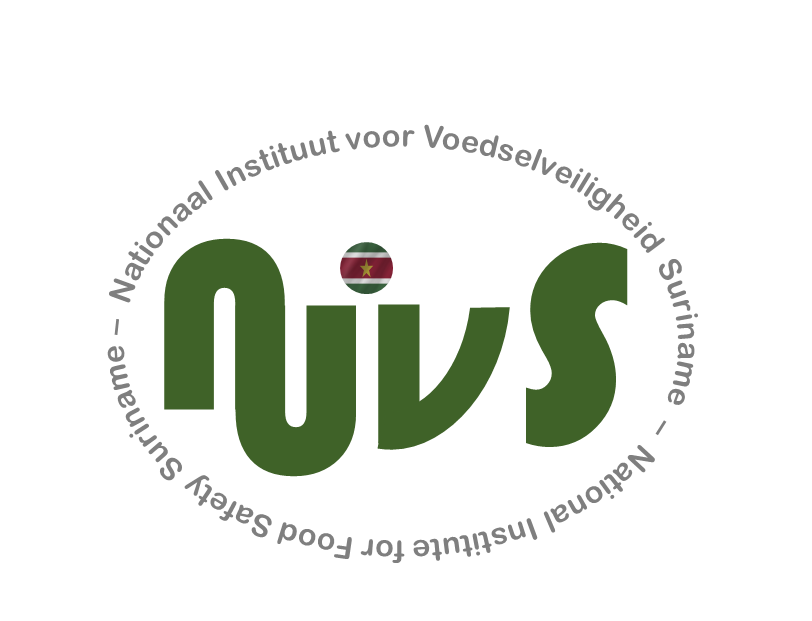 Nationaal Instituut voor Voedselveiligheid Suriname –
National Institute for Food Safety Suriname –
NiVS